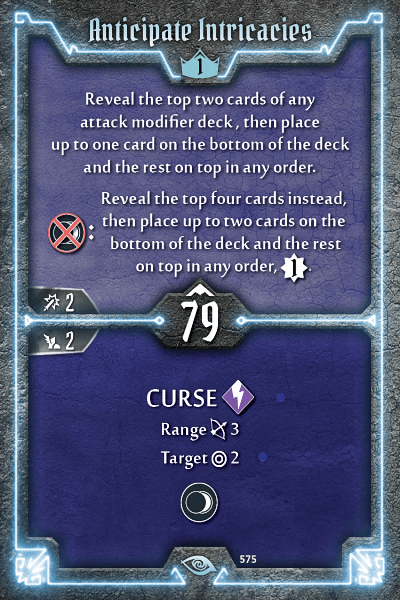 Anticipate Intricacies
1
Reveal the top two cards of any
attack modifier deck, then place
up to one card on the bottom of the deck
and the rest on top in any order.
Reveal the top four cards instead,
: then place up to two cards on the
bottom of the deck and the rest
on top in any order, 1.
2
79
2
CURSE
Range 3
Target 2
575